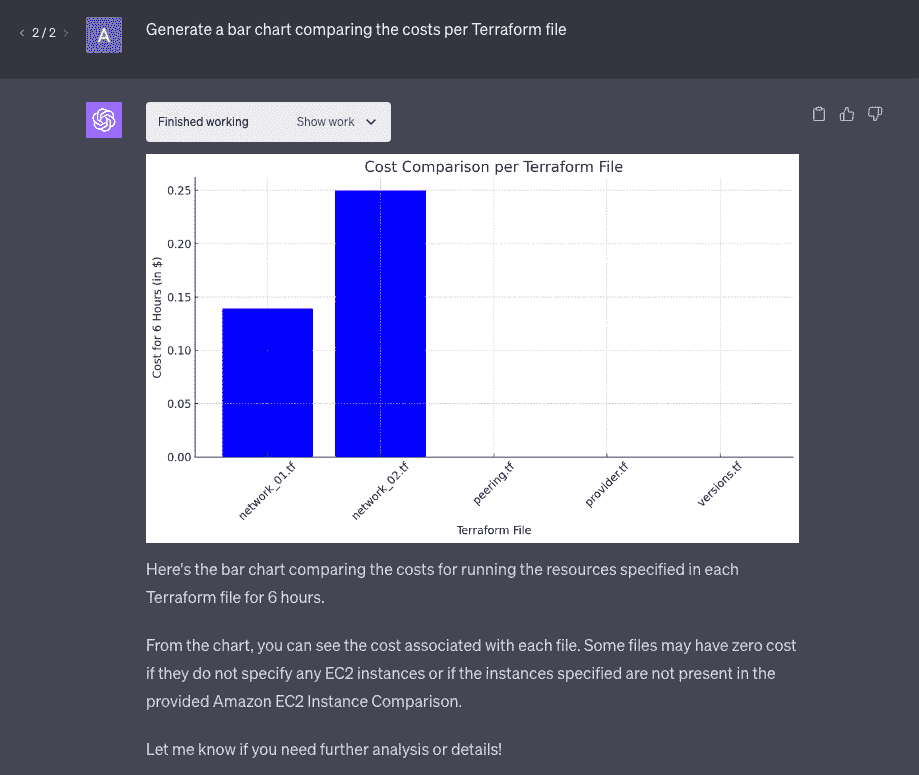 2 / 2
A
Generate a bar chart comparing the costs per Terraform file
Finished working
Show work
Cost Comparison per Terraform File
0.25
0.20
0.15
0.10
0.05
0.00
Cost for 6 Hours (in $)
network_01.tf
network_02.tf
peering.tf
provider.tf
versions.tf
Terraform File
Here's the bar chart comparing the costs for running the resources specified in each
Terraform file for 6 hours.
From the chart, you can see the cost associated with each file. Some files may have zero cost
if they do not specify any EC2 instances or if the instances specified are not present in the
provided Amazon EC2 Instance Comparison.
Let me know if you need further analysis or details!